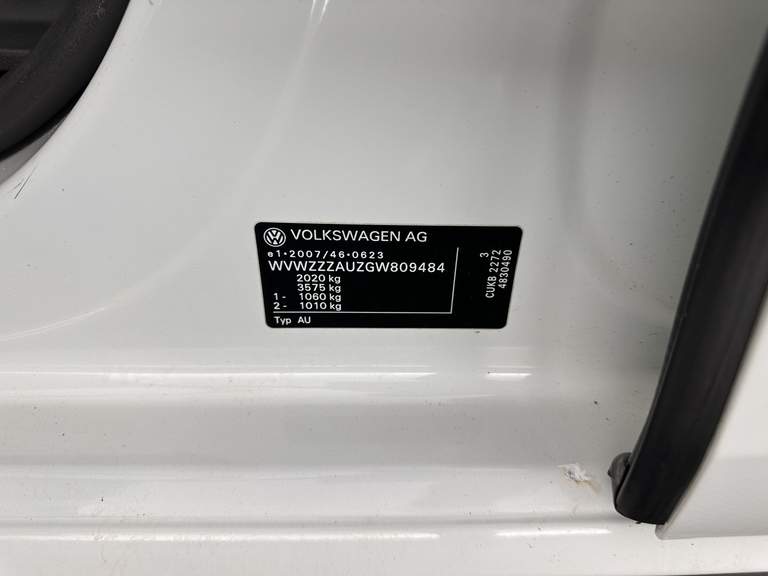 VOLKSWAGEN AG
e1•2007/46•0623
WVWZZZAUZGW809484
2020 kg
3575 kg
1 - 1060 kg
2 - 1010 kg
Typ AU
3
CUKB 2272
4830490